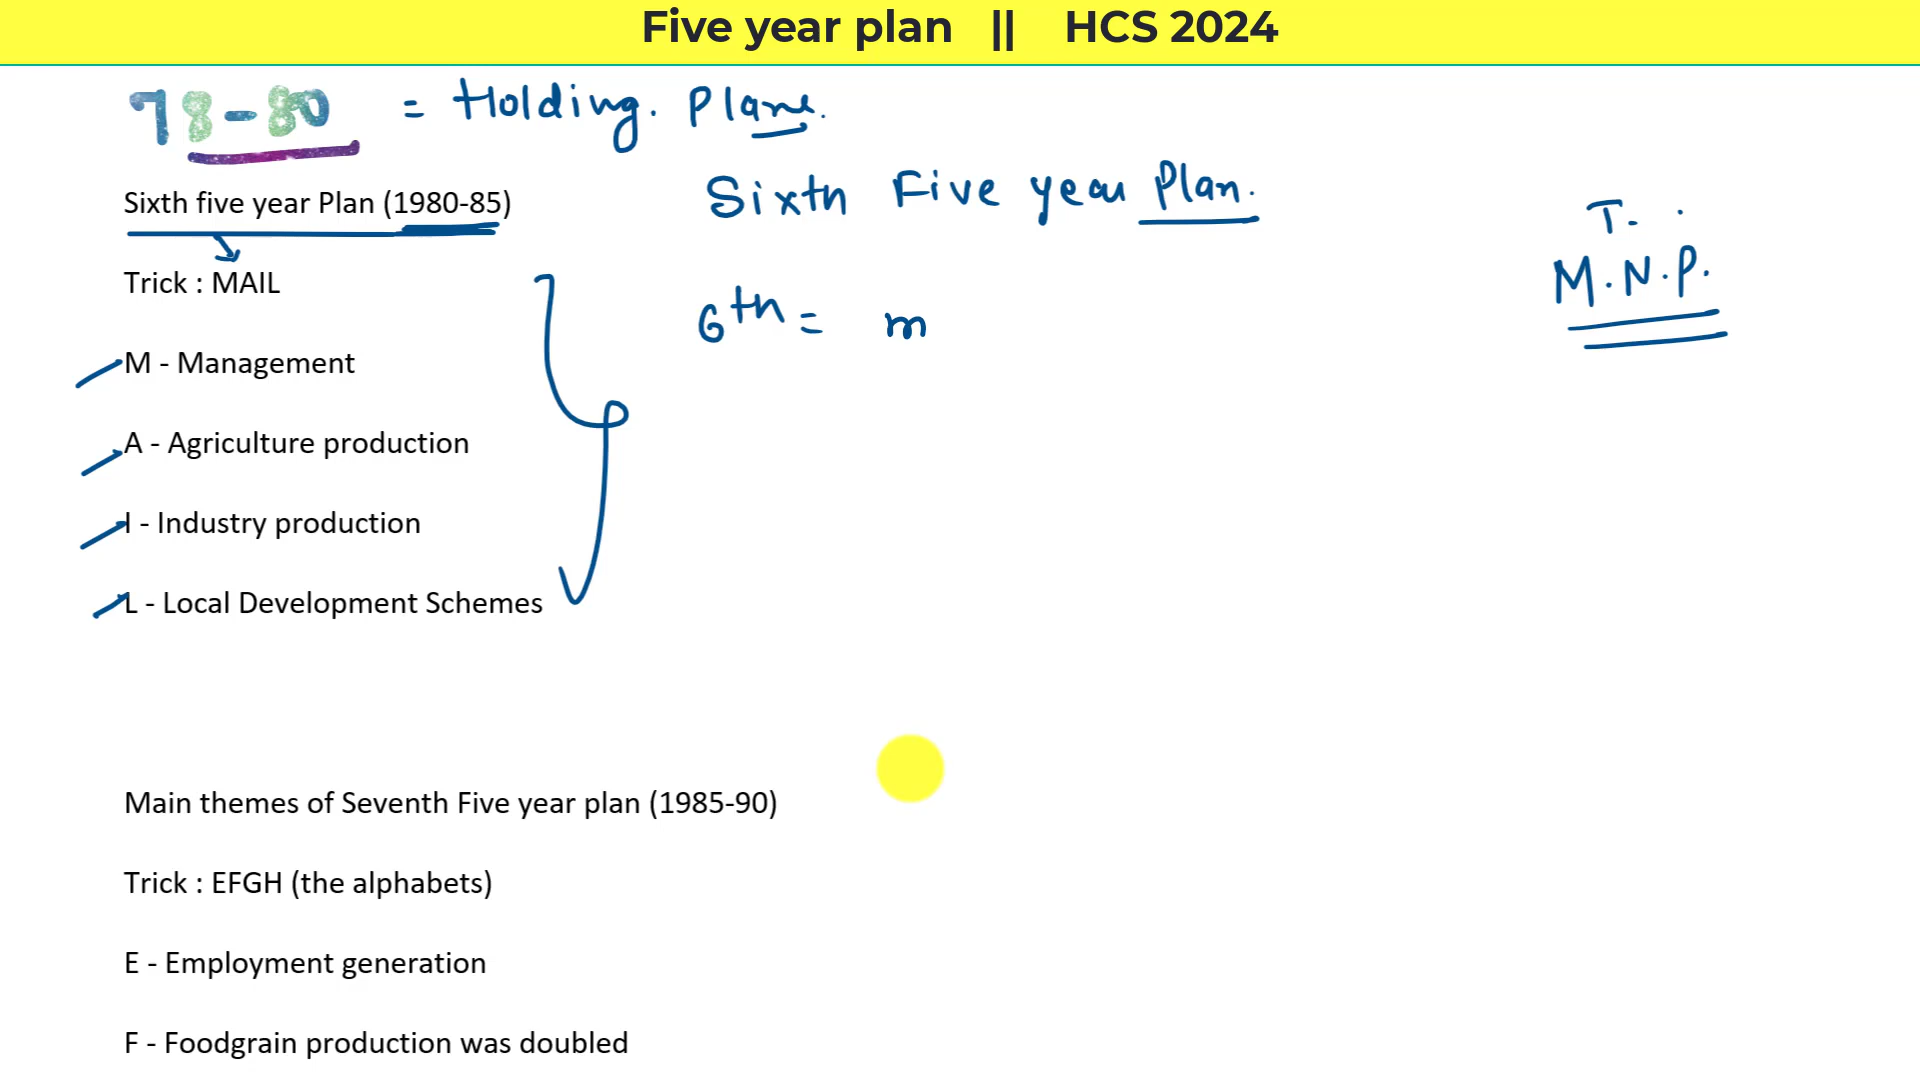 Five year plan || HCS 2024
78-80 = Holding. Plane.
Sixth five year Plan (1980-85)
Sixth Five year Plan.
T.
M.N.P.
Trick : MAIL
6th = m
M - Management
A - Agriculture production
I - Industry production
L - Local Development Schemes
Main themes of Seventh Five year plan (1985-90)
Trick : EFGH (the alphabets)
E - Employment generation
F - Foodgrain production was doubled